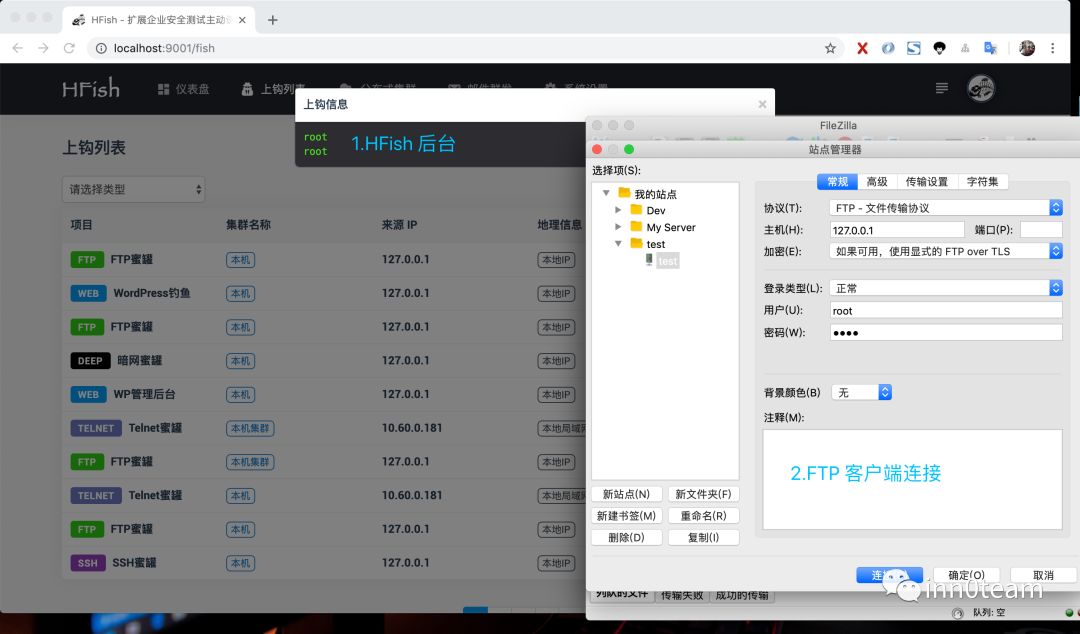 HFish - 扩展企业安全测试主动
localhost:9001/fish
HFish
仪表盘
上钩列表
分布式集群
邮件群发
系统设置
上钩信息
root
root
1.HFish 后台
上钩列表
请选择类型
项目 集群名称 来源 IP 地理信息
FTP FTP蜜罐 本机 127.0.0.1 本地IP
WEB WordPress钓鱼 本机 127.0.0.1 本地IP
FTP FTP蜜罐 本机 127.0.0.1 本地IP
DEEP 暗网蜜罐 本机 127.0.0.1 本地IP
WEB WP管理后台 本机 127.0.0.1 本地IP
TELNET Telnet蜜罐 本机集群 10.60.0.181 本地局域
FTP FTP蜜罐 本机集群 127.0.0.1 本地IP
TELNET Telnet蜜罐 本机 10.60.0.181 本地局域
FTP FTP蜜罐 本机 127.0.0.1 本地IP
SSH SSH蜜罐 本机 127.0.0.1 本地IP
FileZilla
站点管理器
选择项(S):
我的站点
Dev
My Server
test
test
新站点(N) 新文件夹(F)
新建书签(M) 重命名(R)
删除(D) 复制(I)
常规 高级 传输设置 字符集
协议(T): FTP - 文件传输协议
主机(H): 127.0.0.1 端口(P):
加密(E): 如果可用，使用显式的 FTP over TLS
登录类型(L): 正常
用户(U): root
密码(W): ●●●●
背景颜色(B) 无
注释(M):
2.FTP 客户端连接
确定(O) 取消
inn0team
列队的文件 传输失败 成功的传输
队列: 空